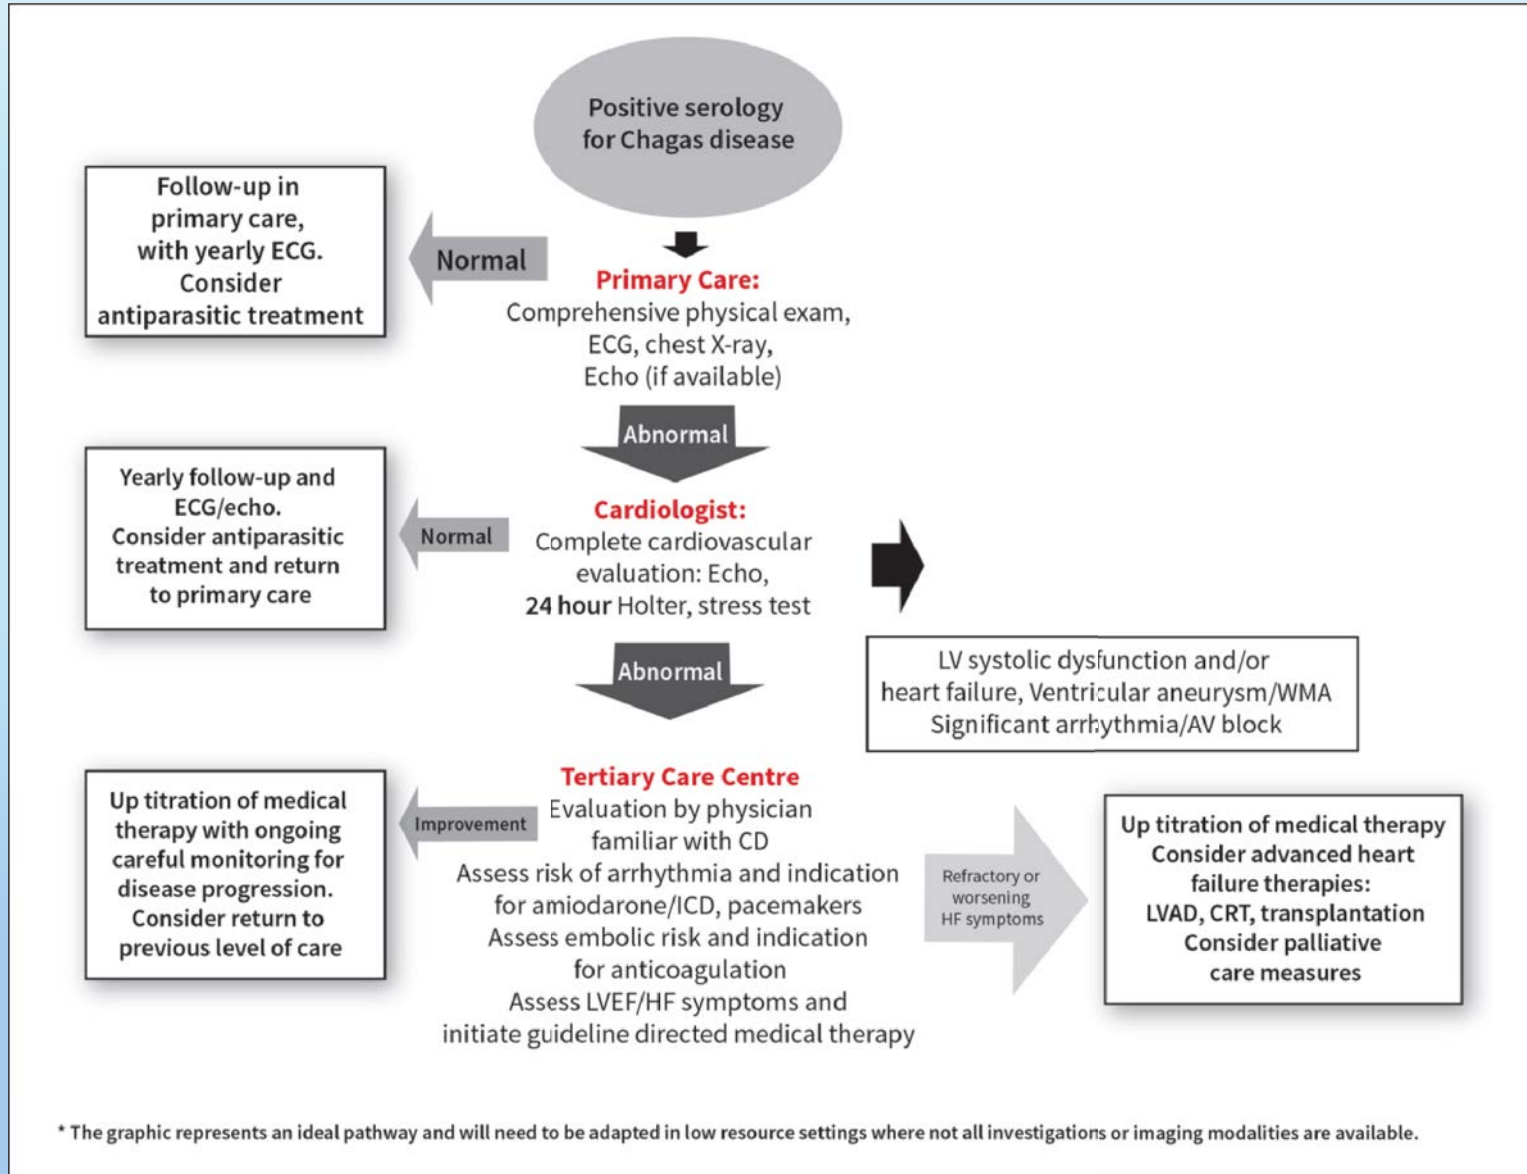 Positive serology
for Chagas disease
Follow-up in
primary care,
with yearly ECG.
Consider
antiparasitic treatment
Normal
Primary Care:
Comprehensive physical exam,
ECG, chest X-ray,
Echo (if available)
Abnormal
Yearly follow-up and
ECG/echo.
Consider antiparasitic
treatment and return
to primary care
Normal
Cardiologist:
Complete cardiovascular
evaluation: Echo,
24 hour Holter, stress test
Abnormal
LV systolic dysfunction and/or
heart failure, Ventricular aneurysm/WMA
Significant arrhythmia/AV block
Up titration of medical
therapy with ongoing
careful monitoring for
disease progression.
Consider return to
previous level of care
Improvement
Tertiary Care Centre
Evaluation by physician
familiar with CD
Assess risk of arrhythmia and indication
for amiodarone/ICD, pacemakers
Assess embolic risk and indication
for anticoagulation
Assess LVEF/HF symptoms and
initiate guideline directed medical therapy
Refractory or
worsening
HF symptoms
Up titration of medical therapy
Consider advanced heart
failure therapies:
LVAD, CRT, transplantation
Consider palliative
care measures
* The graphic represents an ideal pathway and will need to be adapted in low resource settings where not all investigations or imaging modalities are available.